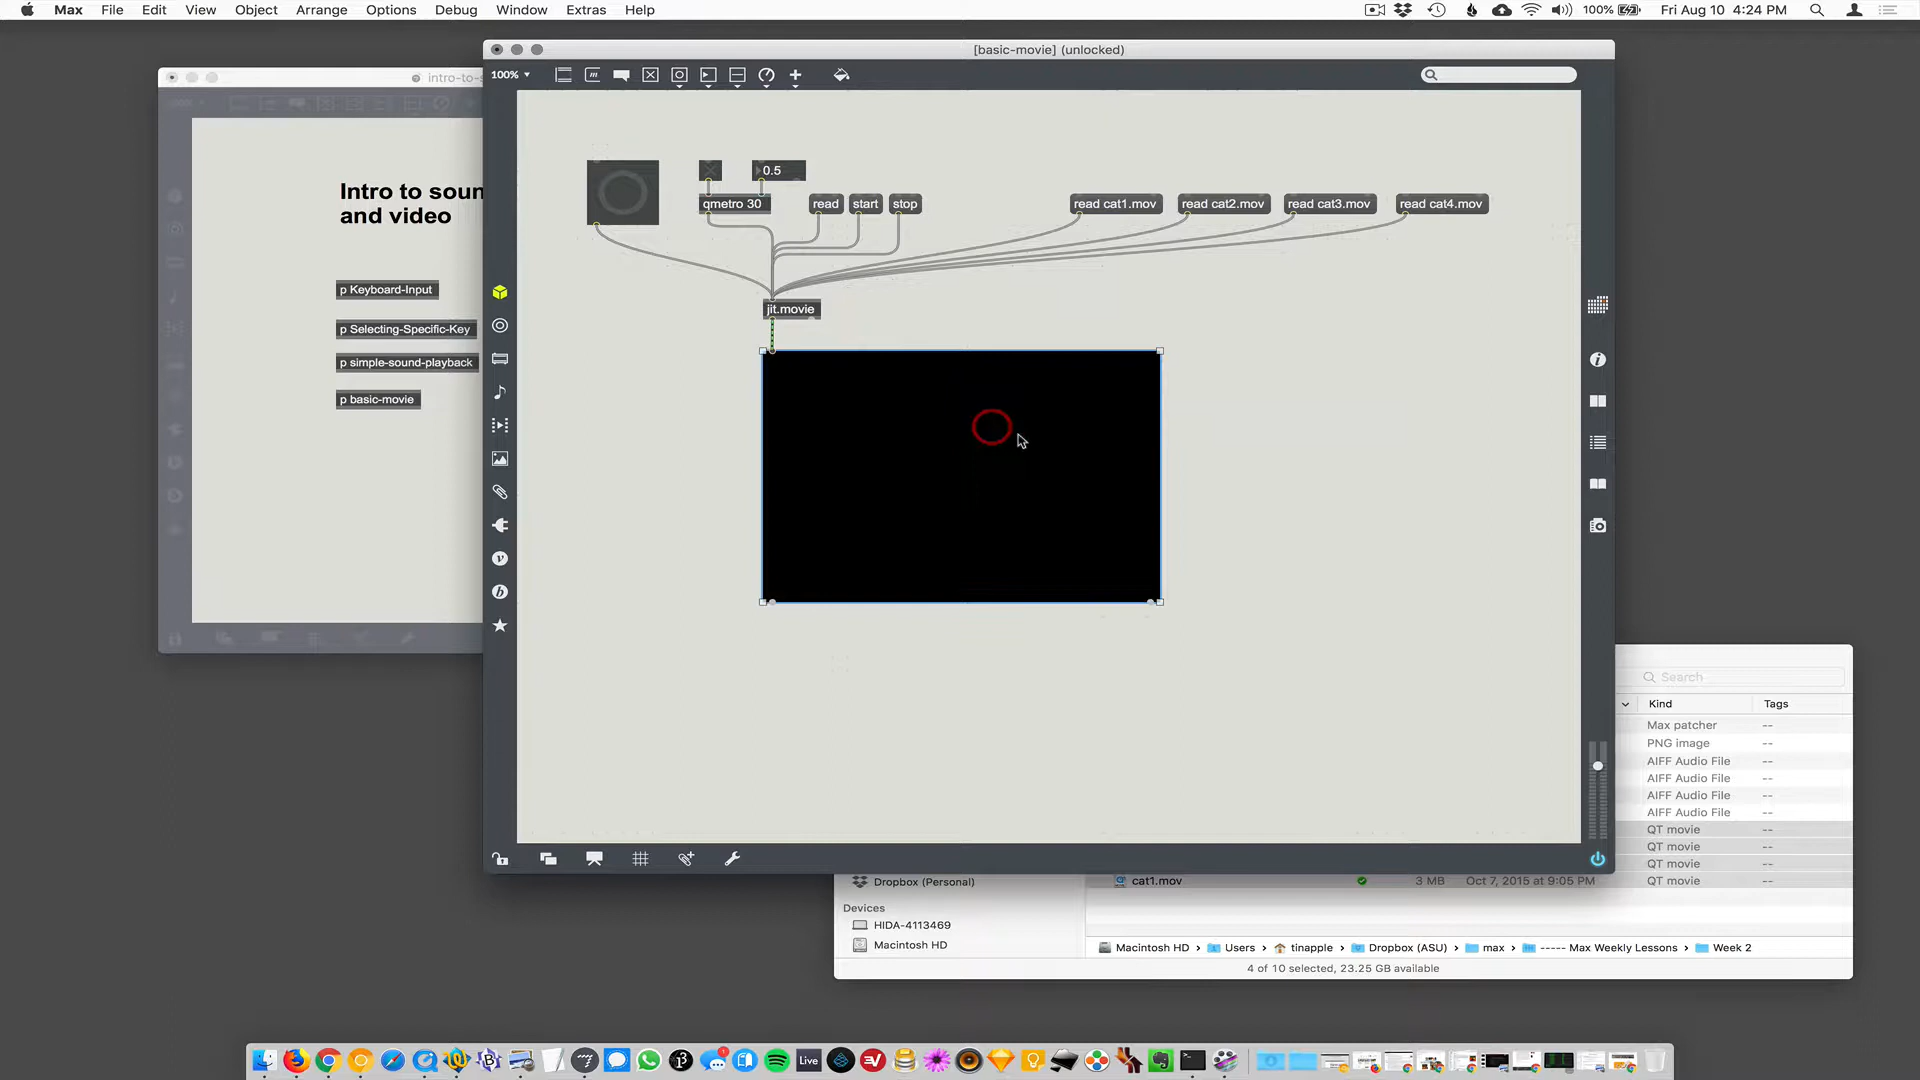 Max File Edit View Object Arrange Options Debug Window Extras Help 100% Fri Aug 10 4:24 PM
[basic-movie] (unlocked)
intro-to-s
100%
0.5
qmetro 30
read
start
stop
read cat1.mov
read cat2.mov
read cat3.mov
read cat4.mov
Intro to soun
and video
p Keyboard-Input
p Selecting-Specific-Key
p simple-sound-playback
p basic-movie
jit.movie
Search
Kind Tags
Max patcher --
PNG image --
AIFF Audio File --
AIFF Audio File --
AIFF Audio File --
AIFF Audio File --
QT movie --
QT movie --
QT movie --
Dropbox (Personal) cat1.mov 3 MB Oct 7, 2015 at 9:05 PM QT movie --
Devices
HIDA-4113469
Macintosh HD
Macintosh HD › Users › tinapple › Dropbox (ASU) › max › ----- Max Weekly Lessons › Week 2
4 of 10 selected, 23.25 GB available
Live